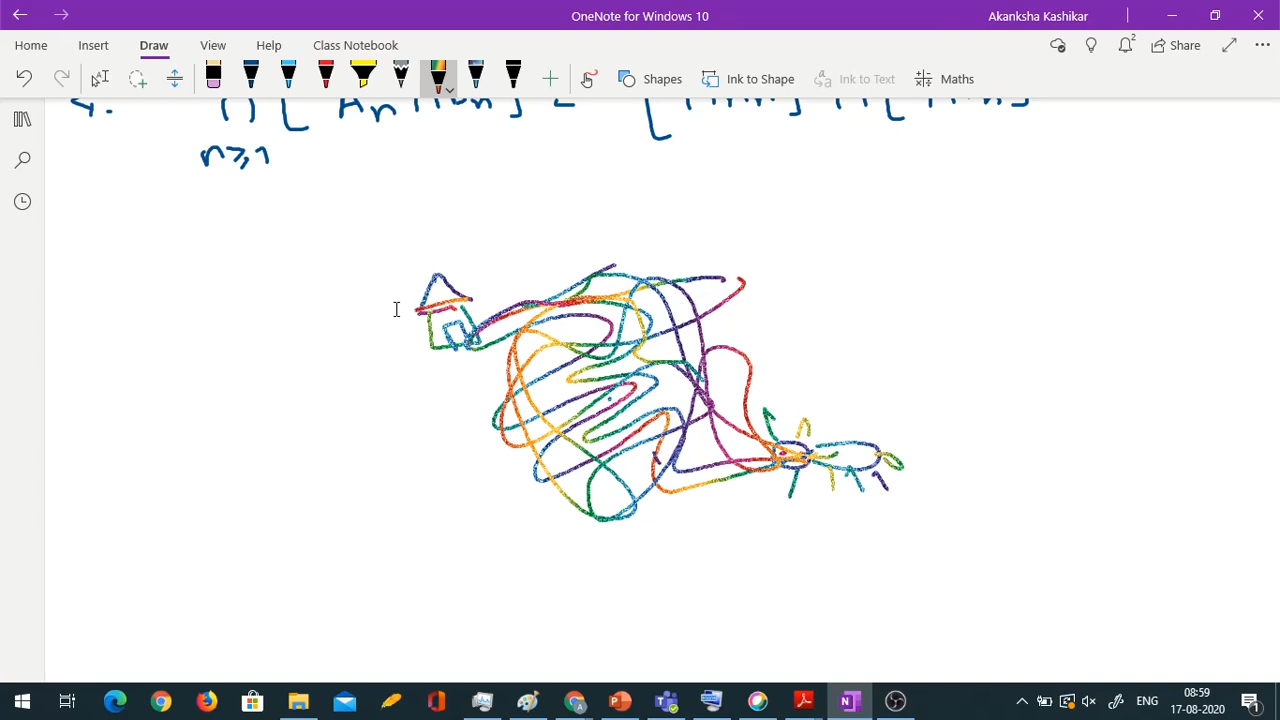 OneNote for Windows 10
Akanksha Kashikar
Home Insert Draw View Help Class Notebook
Share
Shapes Ink to Shape Ink to Text Maths
4.
n≥1
ENG 08:59
17-08-2020